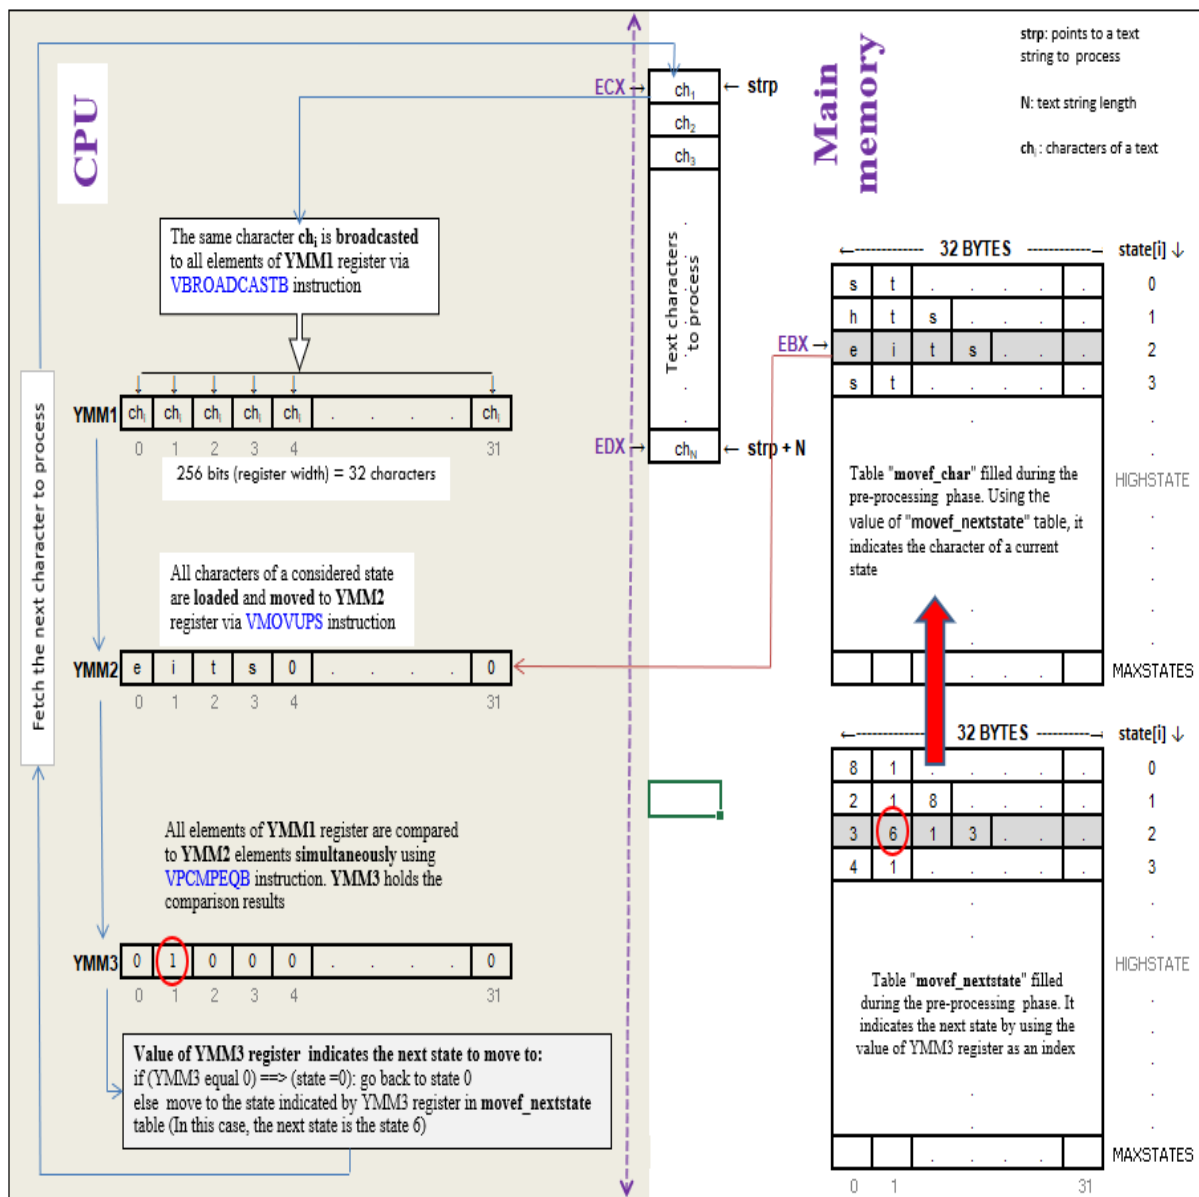 CPU
Main
memory
strp: points to a text
string to process
N: text string length
chᵢ: characters of a text
ECX →
ch₁
← strp
ch₂
ch₃
Text characters
to process
EDX →
chN
← strp + N
The same character chᵢ is broadcasted
to all elements of YMM1 register via
VBROADCASTB instruction
YMM1 chᵢ chᵢ chᵢ chᵢ chᵢ . . . . chᵢ
0 1 2 3 4 31
256 bits (register width) = 32 characters
Fetch the next character to process
All characters of a considered state
are loaded and moved to YMM2
register via VMOVUPS instruction
YMM2 e i t s 0 . . . . 0
0 1 2 3 4 31
All elements of YMM1 register are compared
to YMM2 elements simultaneously using
VPCMPEQB instruction. YMM3 holds the
comparison results
YMM3 0 1 0 0 0 . . . . 0
0 1 2 3 4 31
Value of YMM3 register indicates the next state to move to:
if (YMM3 equal 0) ==> (state =0): go back to state 0
else move to the state indicated by YMM3 register in movef_nextstate
table (In this case, the next state is the state 6)
32 BYTES
state[i] ↓
s t . . . . . 0
h t s . . . . 1
EBX → e i t s . . . 2
s t . . . . . 3
Table "movef_char" filled during the
pre-processing phase. Using the
value of "movef_nextstate" table, it
indicates the character of a current
state
HIGHSTATE
MAXSTATES
32 BYTES
state[i] ↓
8 1 . . . . . 0
2 1 8 . . . . 1
3 6 1 3 . . . 2
4 1 . . . . . 3
Table "movef_nextstate" filled
during the pre-processing phase. It
indicates the next state by using the
value of YMM3 register as an index
HIGHSTATE
MAXSTATES
0 1 31